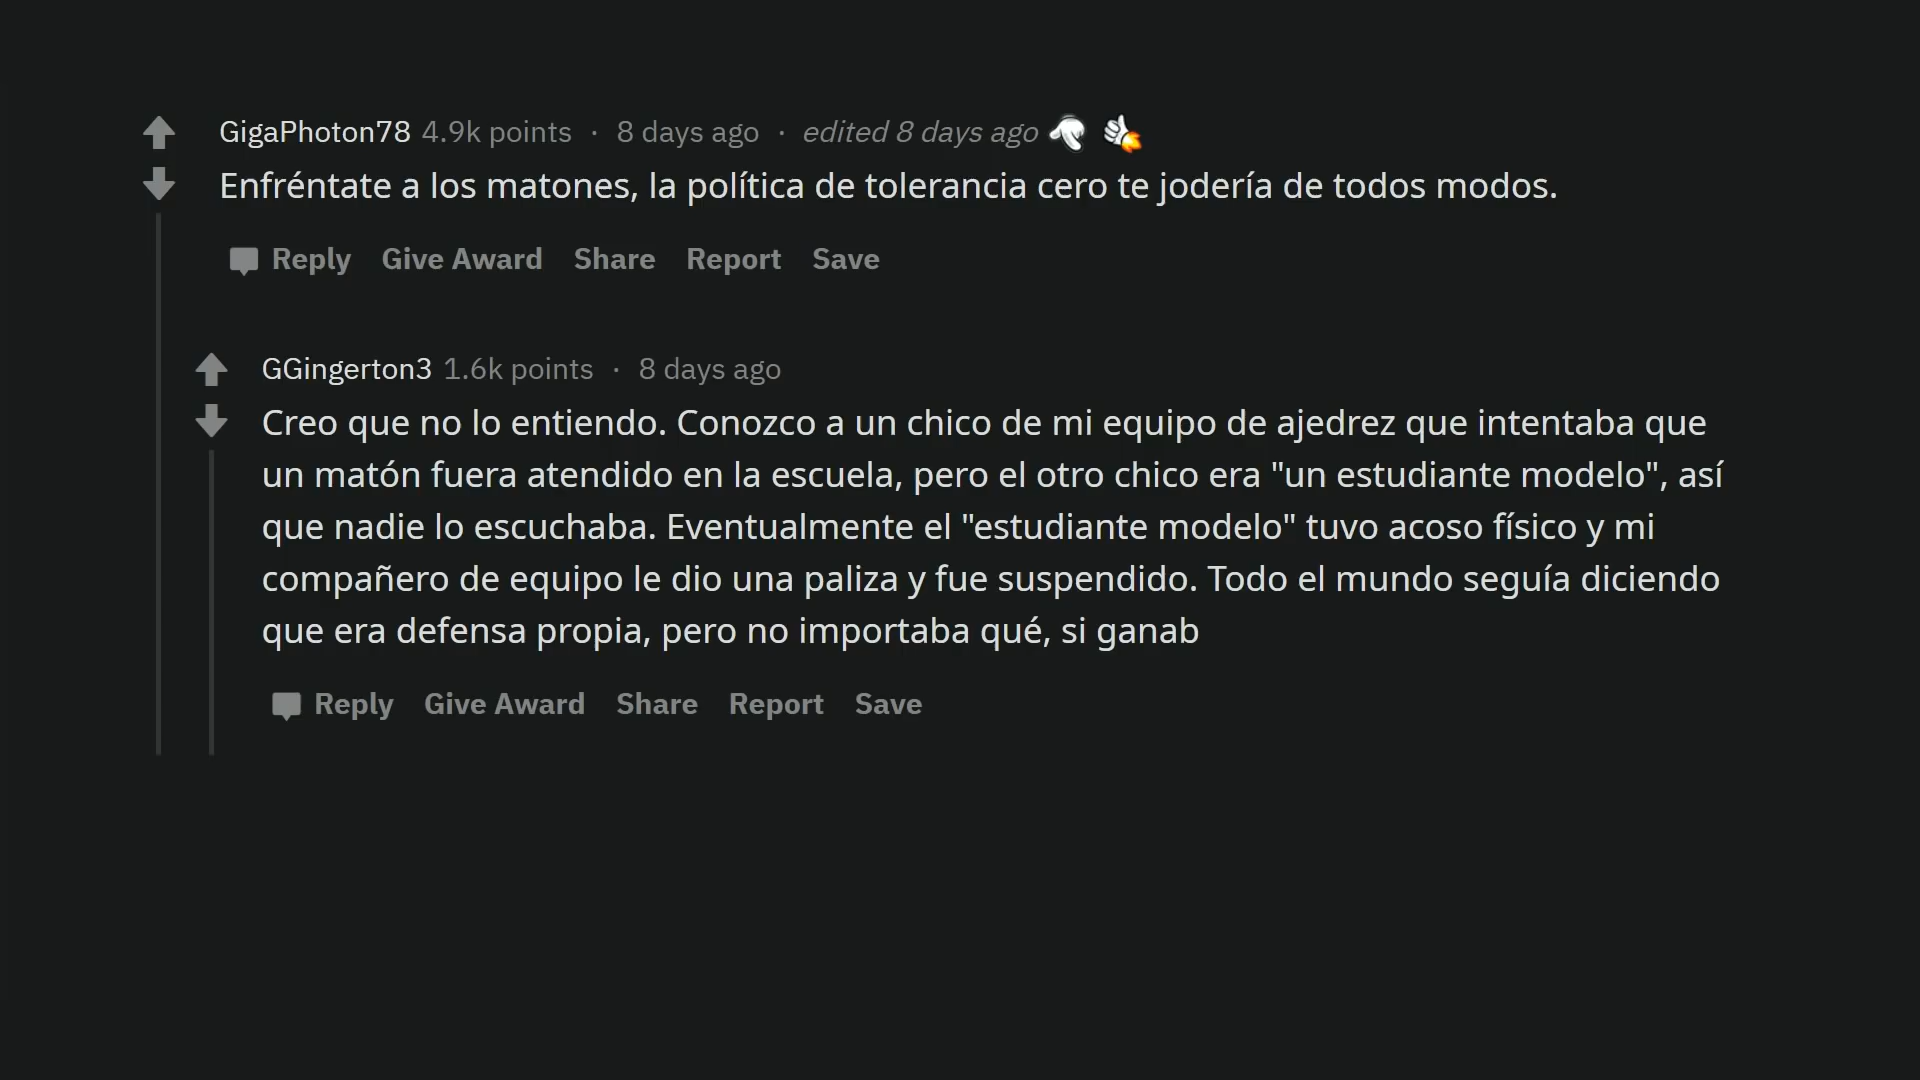 GigaPhoton78 4.9k points · 8 days ago · edited 8 days ago
Enfréntate a los matones, la política de tolerancia cero te jodería de todos modos.
Reply Give Award Share Report Save
GGingerton3 1.6k points · 8 days ago
Creo que no lo entiendo. Conozco a un chico de mi equipo de ajedrez que intentaba que
un matón fuera atendido en la escuela, pero el otro chico era "un estudiante modelo", así
que nadie lo escuchaba. Eventualmente el "estudiante modelo" tuvo acoso físico y mi
compañero de equipo le dio una paliza y fue suspendido. Todo el mundo seguía diciendo
que era defensa propia, pero no importaba qué, si ganab
Reply Give Award Share Report Save